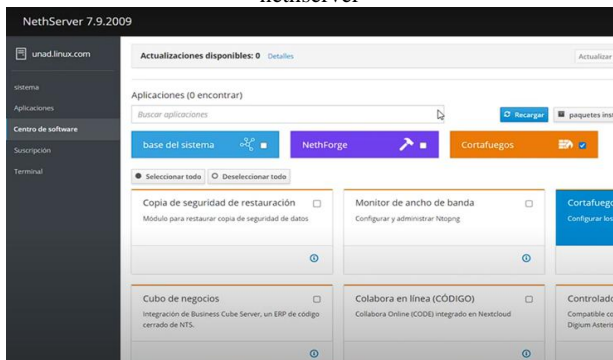 nethserver
NethServer 7.9.2009
unad.linux.com
Actualizaciones disponibles: 0 Detalles
Actualizar
sistema
Aplicaciones
Centro de software
Suscripción
Terminal
Aplicaciones (0 encontrar)
Buscar aplicaciones
Recargar
paquetes inst
base del sistema
NethForge
Cortafuegos
Seleccionar todo
Deseleccionar todo
Copia de seguridad de restauración
Módulo para restaurar copia de seguridad de datos
Monitor de ancho de banda
Configurar y administrar Ntopng
Cortafuego
Configurar los
Cubo de negocios
Integración de Business Cube Server, un ERP de código
cerrado de NTS.
Colabora en línea (CÓDIGO)
Collabora Online (CODE) integrado en Nextcloud
Controlado
Compatible co
Digium Asteris